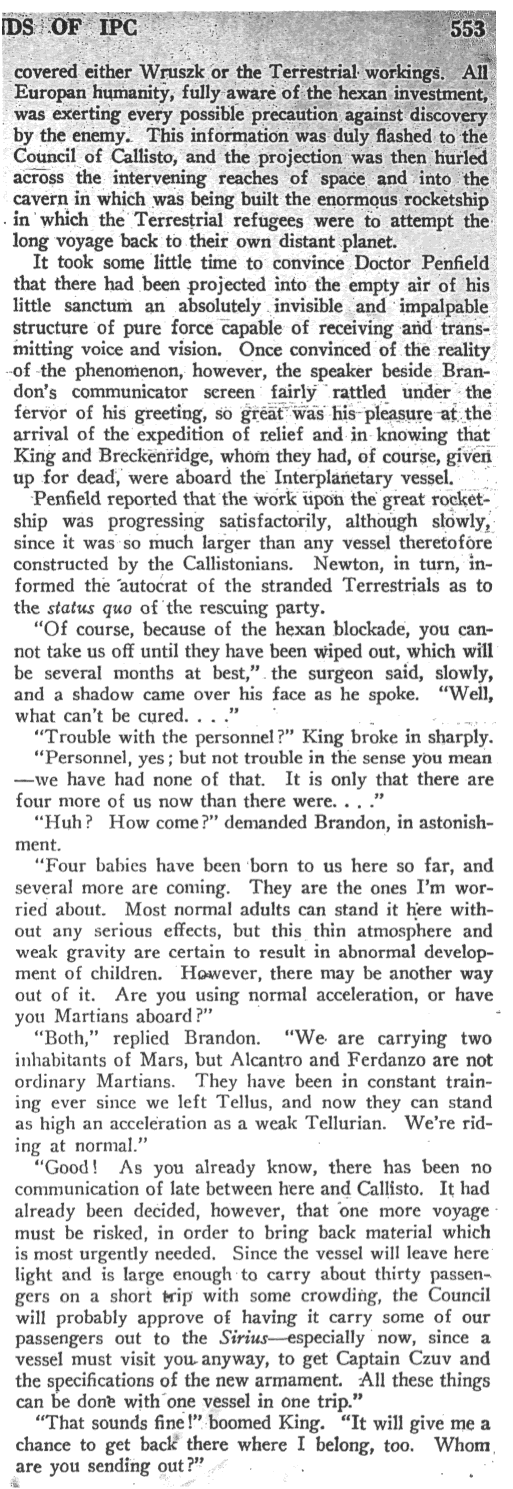 DS OF IPC 553
covered either Wruszk or the Terrestrial workings. All
Europan humanity, fully aware of the hexan investment,
was exerting every possible precaution against discovery
by the enemy. This information was duly flashed to the
Council of Callisto, and the projection was then hurled
across the intervening reaches of space and into the
cavern in which was being built the enormous rocketship
in which the Terrestrial refugees were to attempt the
long voyage back to their own distant planet.
It took some little time to convince Doctor Penfield
that there had been projected into the empty air of his
little sanctum an absolutely invisible and impalpable
structure of pure force capable of receiving and trans-
mitting voice and vision. Once convinced of the reality
of the phenomenon, however, the speaker beside Bran-
don's communicator screen fairly rattled under the
fervor of his greeting, so great was his pleasure at the
arrival of the expedition of relief and in knowing that
King and Breckenridge, whom they had, of course, given
up for dead, were aboard the Interplanetary vessel.
Penfield reported that the work upon the great rocket-
ship was progressing satisfactorily, although slowly,
since it was so much larger than any vessel theretofore
constructed by the Callistonians. Newton, in turn, in-
formed the autocrat of the stranded Terrestrials as to
the status quo of the rescuing party.
"Of course, because of the hexan blockade, you can-
not take us off until they have been wiped out, which will
be several months at best," the surgeon said, slowly,
and a shadow came over his face as he spoke. "Well,
what can't be cured. . . ."
"Trouble with the personnel?" King broke in sharply.
"Personnel, yes; but not trouble in the sense you mean
—we have had none of that. It is only that there are
four more of us now than there were. . . ."
"Huh? How come?" demanded Brandon, in astonish-
ment.
"Four babies have been born to us here so far, and
several more are coming. They are the ones I'm wor-
ried about. Most normal adults can stand it here with-
out any serious effects, but this thin atmosphere and
weak gravity are certain to result in abnormal develop-
ment of children. However, there may be another way
out of it. Are you using normal acceleration, or have
you Martians aboard?"
"Both," replied Brandon. "We are carrying two
inhabitants of Mars, but Alcantro and Ferdanzo are not
ordinary Martians. They have been in constant train-
ing ever since we left Tellus, and now they can stand
as high an acceleration as a weak Tellurian. We're rid-
ing at normal."
"Good! As you already know, there has been no
communication of late between here and Callisto. It had
already been decided, however, that one more voyage
must be risked, in order to bring back material which
is most urgently needed. Since the vessel will leave here
light and is large enough to carry about thirty passen-
gers on a short trip with some crowding, the Council
will probably approve of having it carry some of our
passengers out to the Sirius—especially now, since a
vessel must visit you anyway, to get Captain Czuv and
the specifications of the new armament. All these things
can be done with one vessel in one trip."
"That sounds fine!" boomed King. "It will give me a
chance to get back there where I belong, too. Whom
are you sending out?"